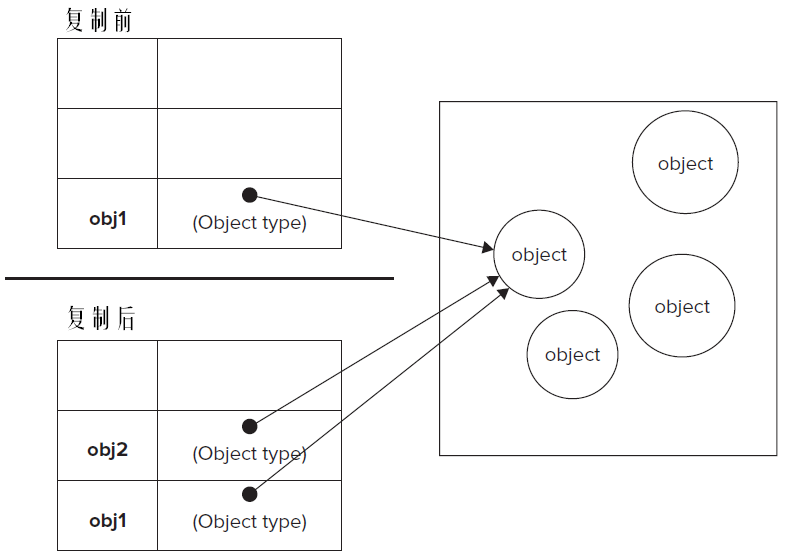 复制前
obj1
(Object type)
复制后
obj2
(Object type)
obj1
(Object type)
object
object
object
object